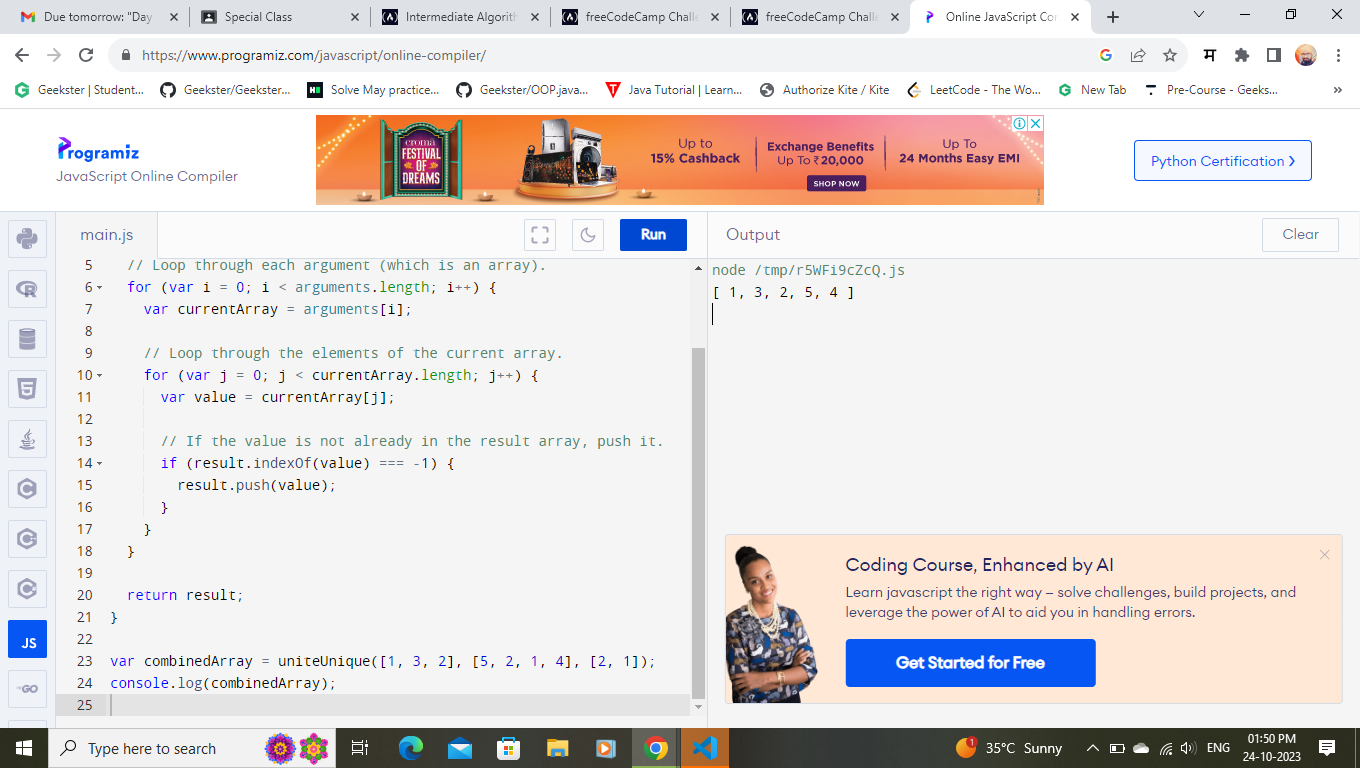 Due tomorrow: "Day
Special Class
Intermediate Algorith
freeCodeCamp Challe
freeCodeCamp Challe
Online JavaScript Co
https://www.programiz.com/javascript/online-compiler/
Geekster | Student...
Geekster/Geekster...
Solve May practice...
Geekster/OOP.java...
Java Tutorial | Learn...
Authorize Kite / Kite
LeetCode - The Wo...
New Tab
Pre-Course - Geeks...
Programiz
JavaScript Online Compiler
croma
FESTIVAL
OF
DREAMS
Up to
15% Cashback
Exchange Benefits
Up To ₹20,000
SHOP NOW
Up To
24 Months Easy EMI
Python Certification
main.js
Run
Output
Clear
5 // Loop through each argument (which is an array).
6 for (var i = 0; i < arguments.length; i++) {
7 var currentArray = arguments[i];
8
9 // Loop through the elements of the current array.
10 for (var j = 0; j < currentArray.length; j++) {
11 var value = currentArray[j];
12
13 // If the value is not already in the result array, push it.
14 if (result.indexOf(value) === -1) {
15 result.push(value);
16 }
17 }
18 }
19
20 return result;
21 }
22
23 var combinedArray = uniteUnique([1, 3, 2], [5, 2, 1, 4], [2, 1]);
24 console.log(combinedArray);
25
JS
GO
node /tmp/r5WFi9cZcQ.js
[ 1, 3, 2, 5, 4 ]
Coding Course, Enhanced by AI
Learn javascript the right way – solve challenges, build projects, and
leverage the power of AI to aid you in handling errors.
Get Started for Free
Type here to search
1
35°C Sunny
ENG
01:50 PM
24-10-2023